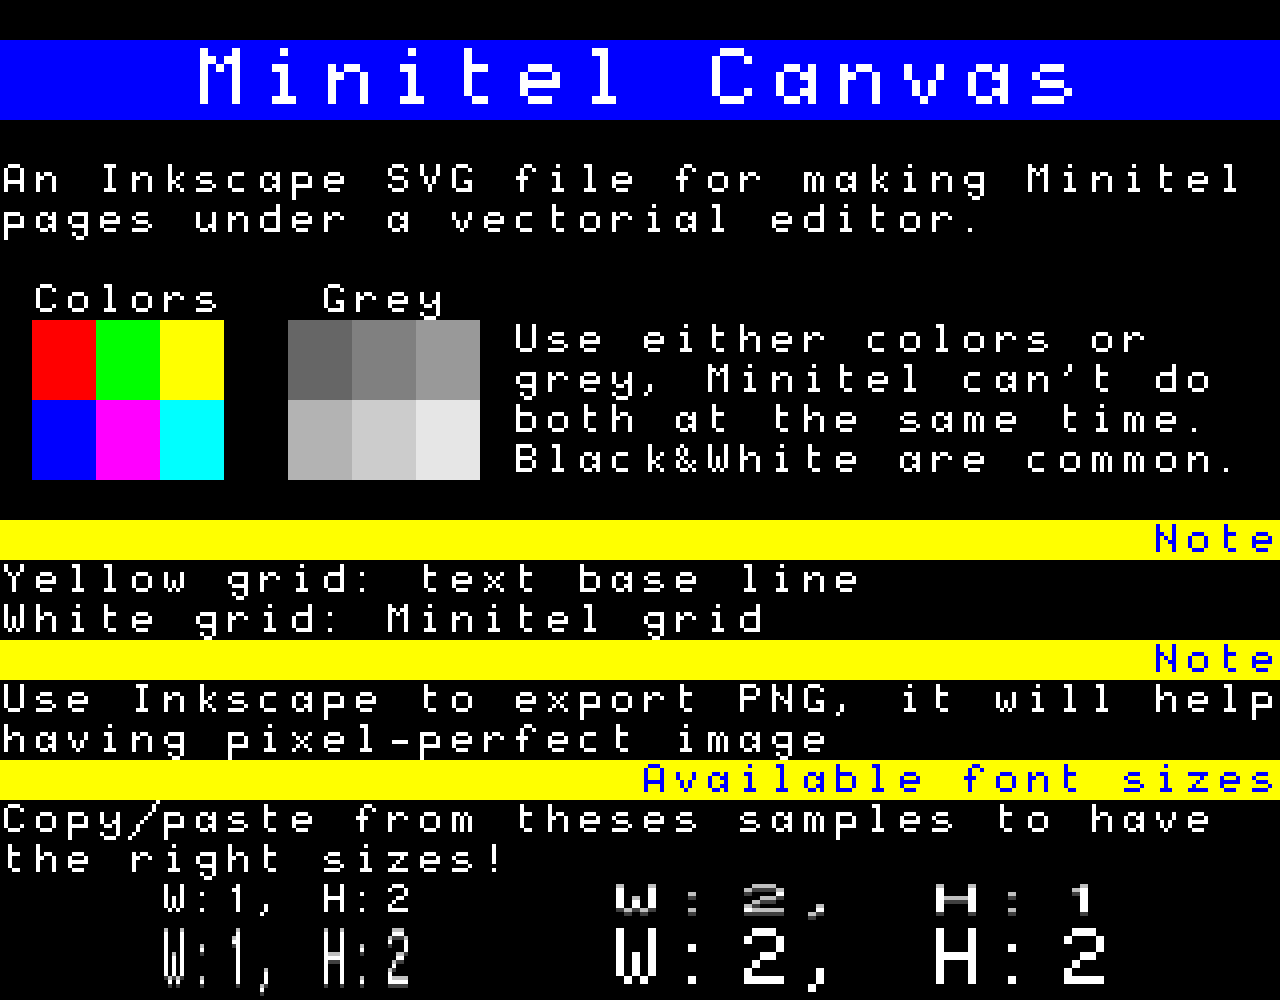 Minitel Canvas
An Inkscape SVG file for making Minitel
pages under a vectorial editor.
Colors
Grey
Use either colors or
grey, Minitel can't do
both at the same time.
Black&White are common.
Note
Yellow grid: text base line
White grid: Minitel grid
Note
Use Inkscape to export PNG, it will help
having pixel-perfect image
Available font sizes
Copy/paste from theses samples to have
the right sizes!
W:1, H:2
W:2, H:1
W:1, H:2
W:2, H:2